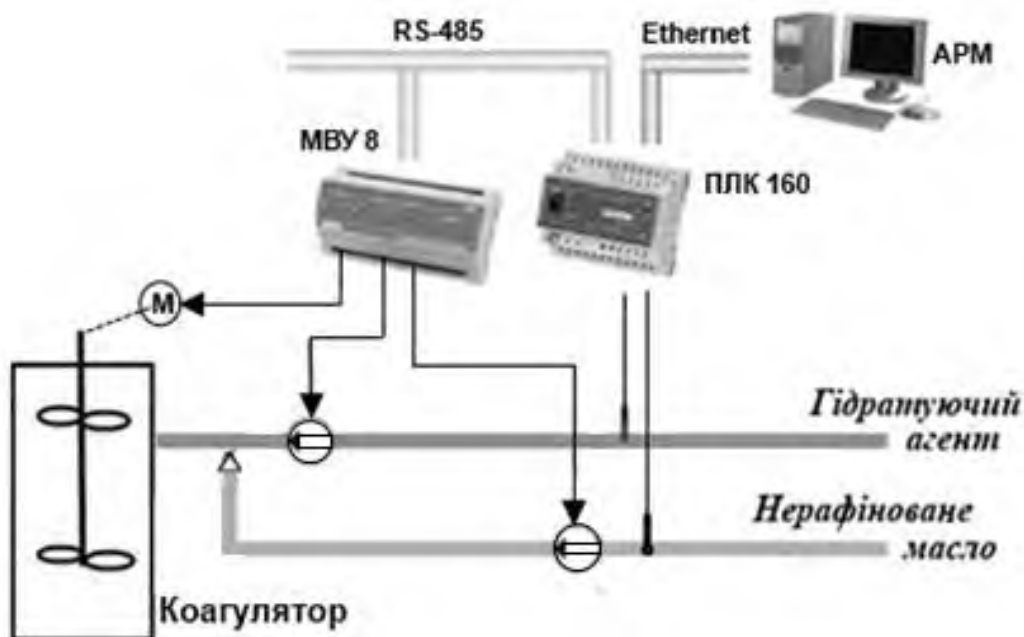 RS-485
Ethernet
АРМ
МВУ 8
ПЛК 160
М
Гідратуючий
агент
Нерафіноване
масло
Коагулятор